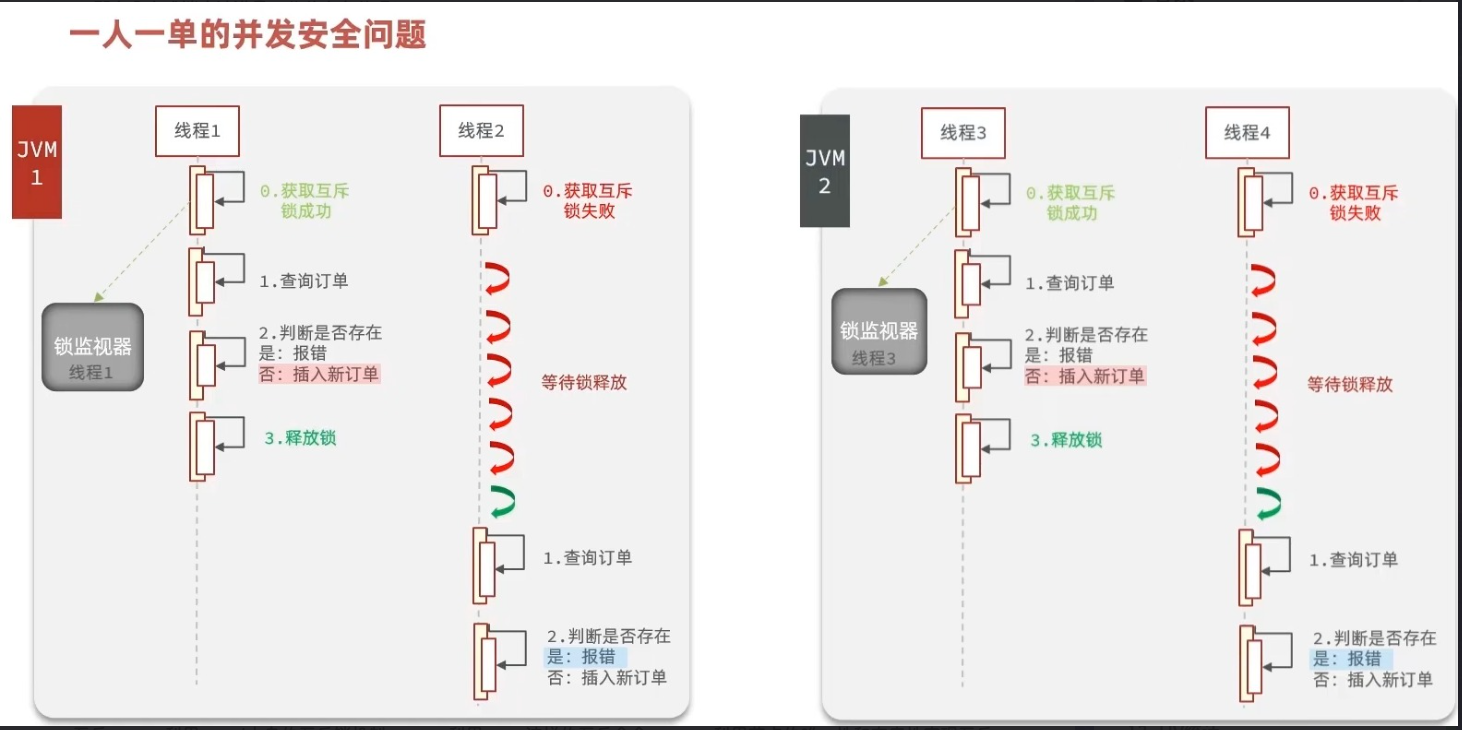 一人一单的并发安全问题
JVM
1
线程1
线程2
0.获取互斥
锁成功
0.获取互斥
锁失败
1.查询订单
锁监视器
线程1
2.判断是否存在
是: 报错
否: 插入新订单
等待锁释放
3.释放锁
1.查询订单
2.判断是否存在
是: 报错
否: 插入新订单
JVM
2
线程3
线程4
0.获取互斥
锁成功
0.获取互斥
锁失败
1.查询订单
锁监视器
线程3
2.判断是否存在
是: 报错
否: 插入新订单
等待锁释放
3.释放锁
1.查询订单
2.判断是否存在
是: 报错
否: 插入新订单